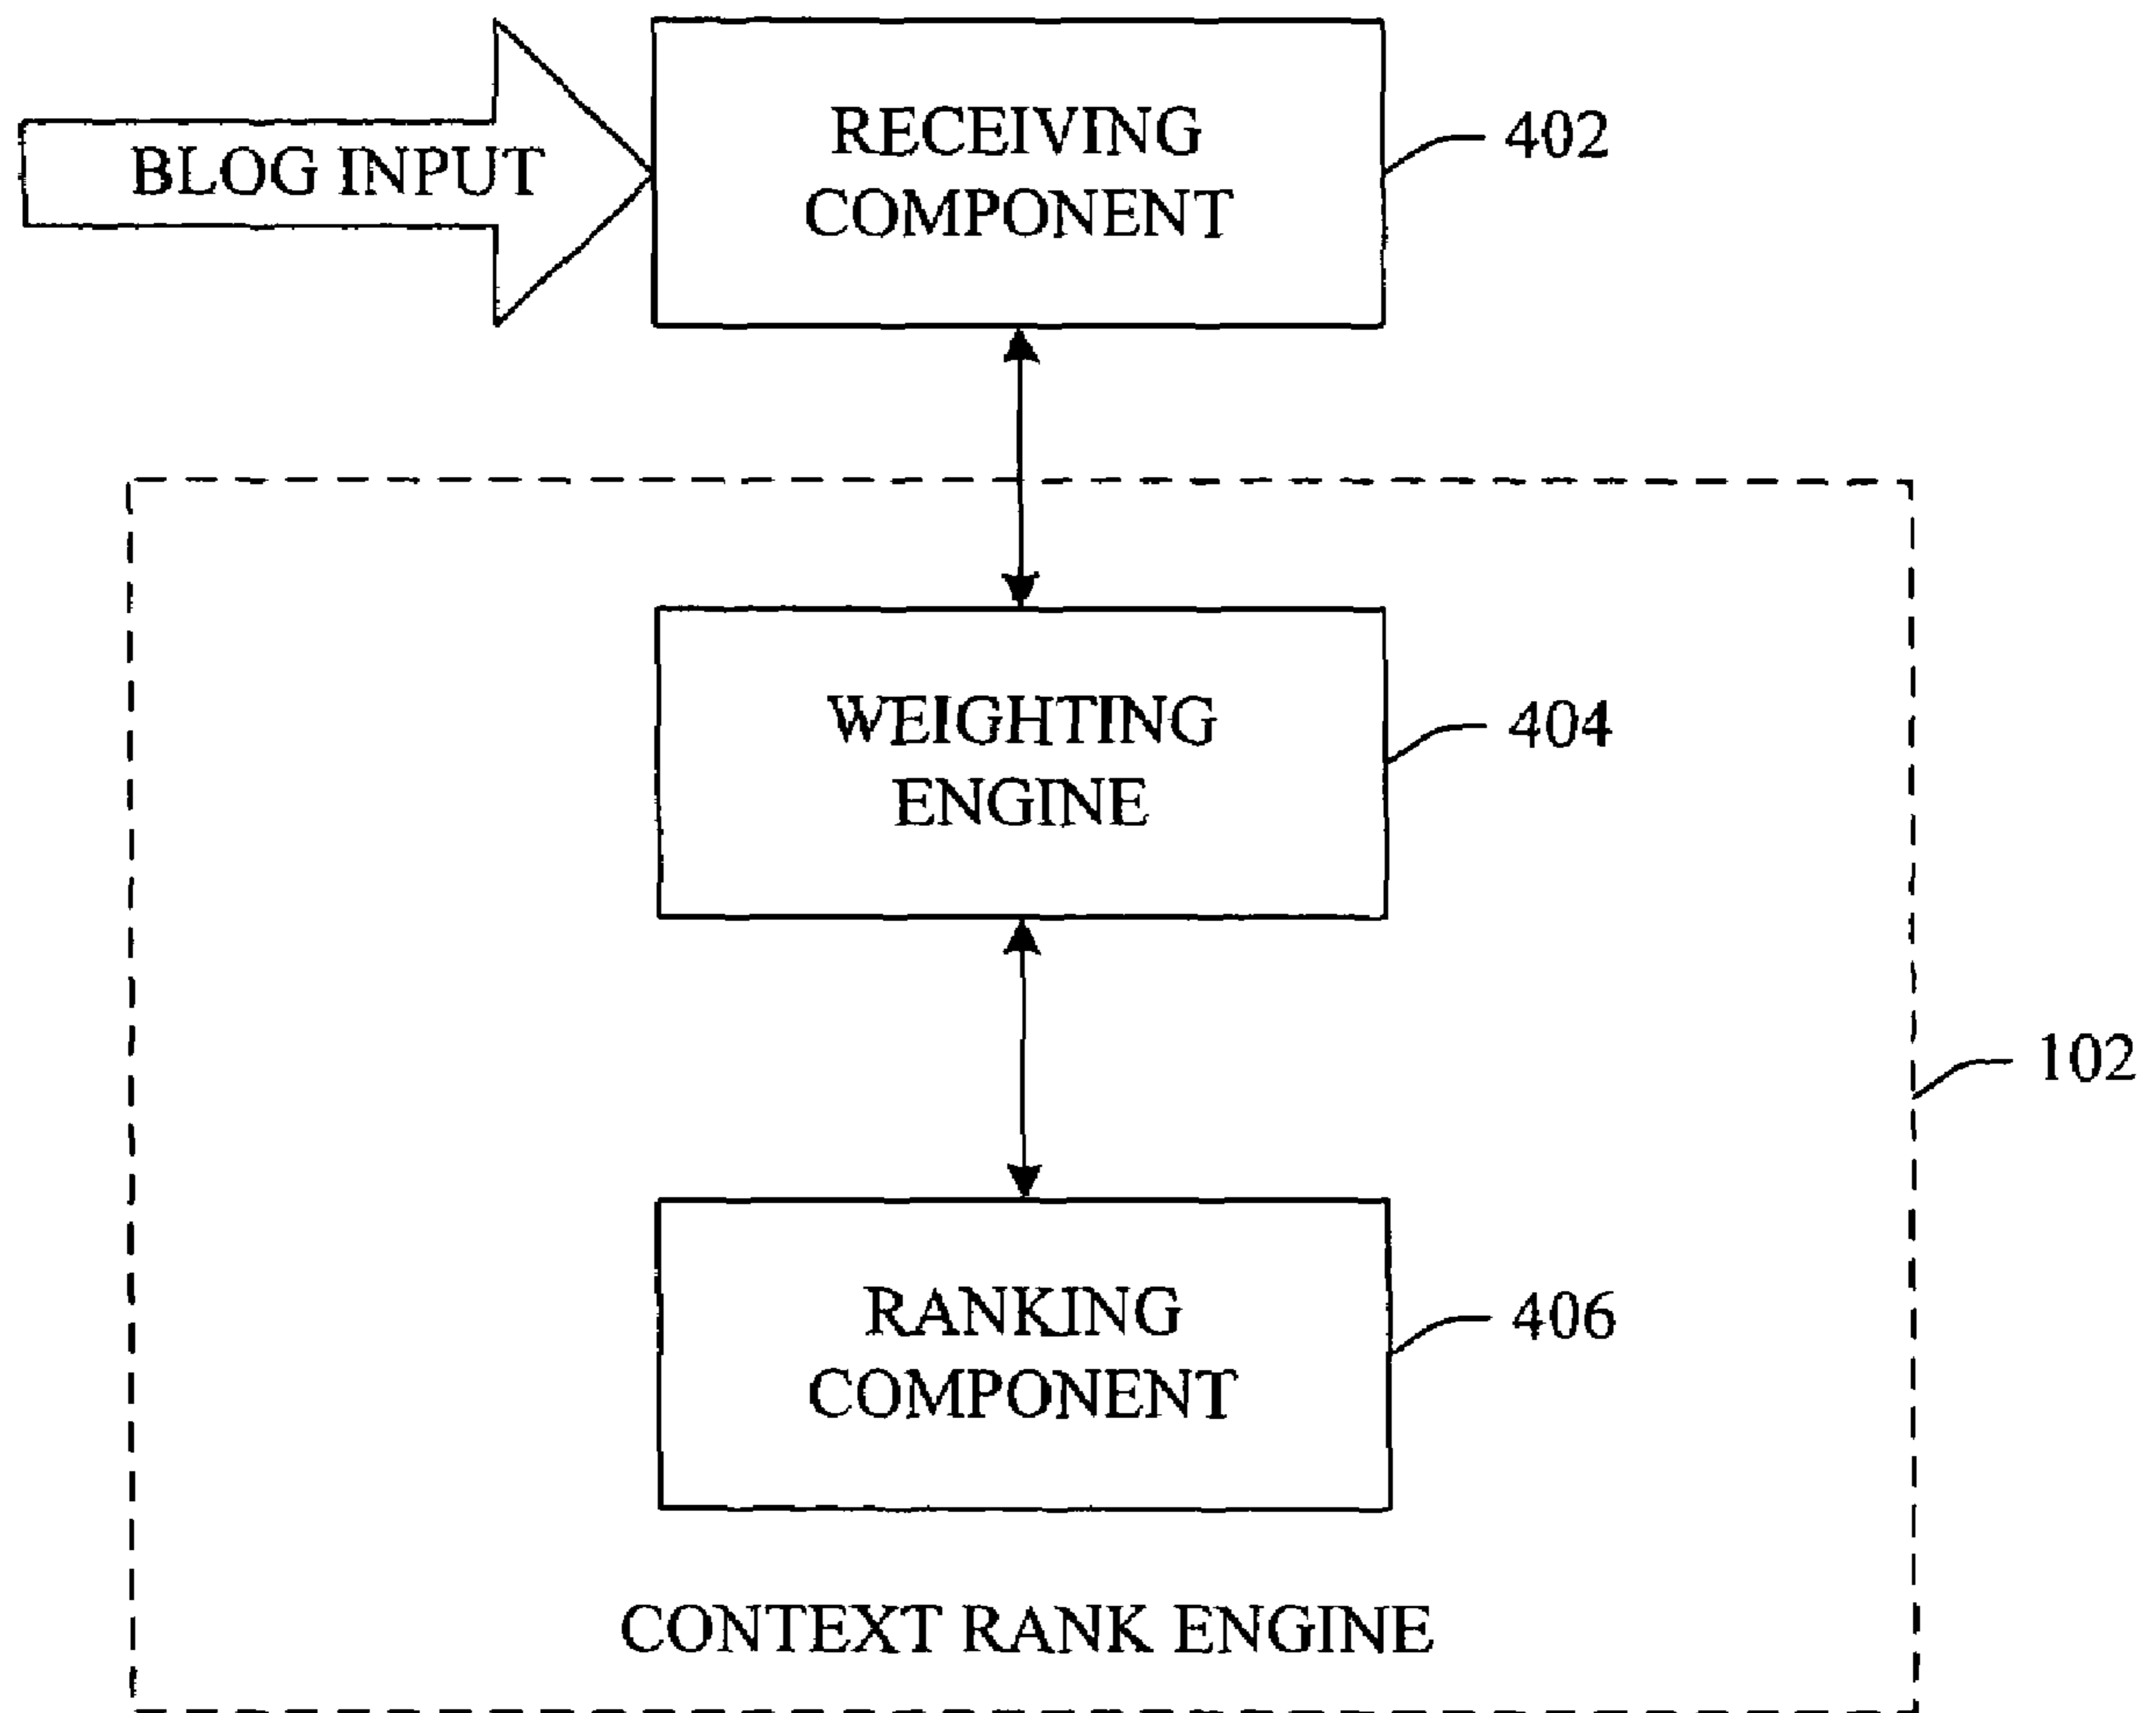 BLOG INPUT
RECEIVING
COMPONENT
402
WEIGHTING
ENGINE
404
102
RANKING
COMPONENT
406
CONTEXT RANK ENGINE